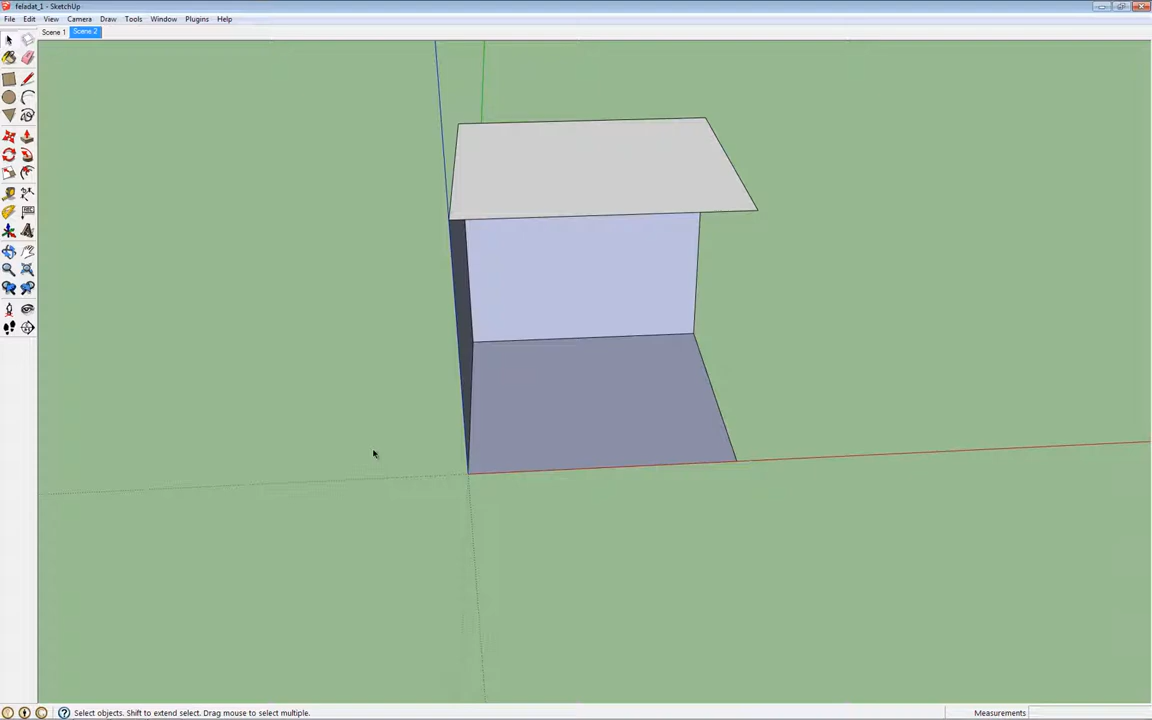 feladat_1 - SketchUp
File Edit View Camera Draw Tools Window Plugins Help
Scene 1 Scene 2
Select objects. Shift to extend select. Drag mouse to select multiple.
Measurements